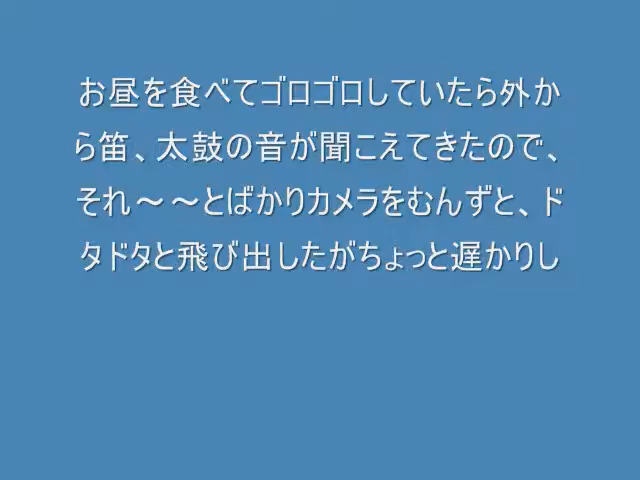 お昼を食べてゴロゴロしていたら外か
ら笛、太鼓の音が聞こえてきたので、
それ～～とばかりカメラをむんずと、ド
タドタと飛び出したがちょっと遅かりし